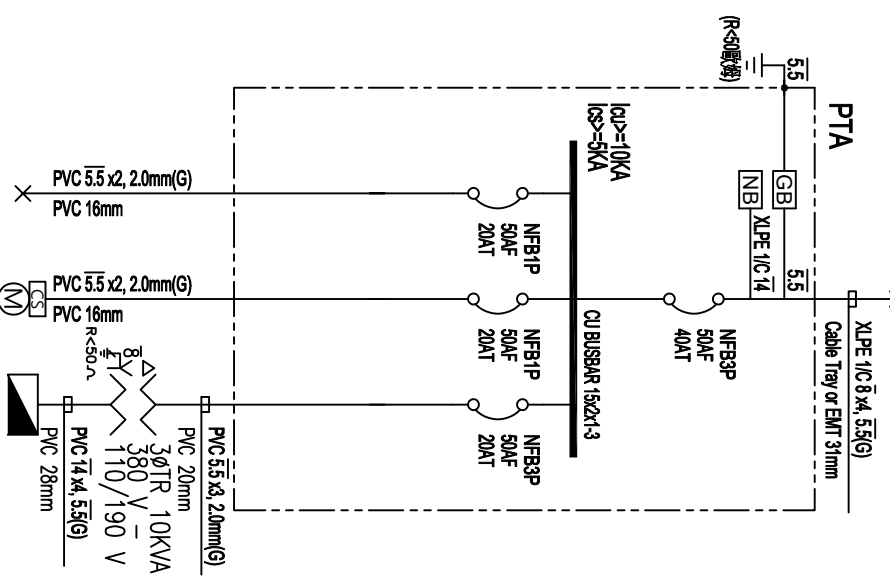 PTA
5.5
(R<50歐姆)
GB
NB
5.5
XLPE 1/C 14
XLPE 1/C 8 x4, 5.5(G)
Cable Tray or EMT 31mm
NFB3P
50AF
40AT
Icu>=10KA
Ics>=5KA
CU BUSBAR 15x2x1-3
NFB1P
50AF
20AT
NFB1P
50AF
20AT
NFB3P
50AF
20AT
PVC 5.5 x2, 2.0mm(G)
PVC 16mm
PVC 5.5 x2, 2.0mm(G)
PVC 16mm
CS
M
PVC 5.5 x3, 2.0mm(G)
PVC 20mm
3∅TR 10KVA
380 V –
110/190 V
8
R<50Ω
PVC 14 x4, 5.5(G)
PVC 28mm